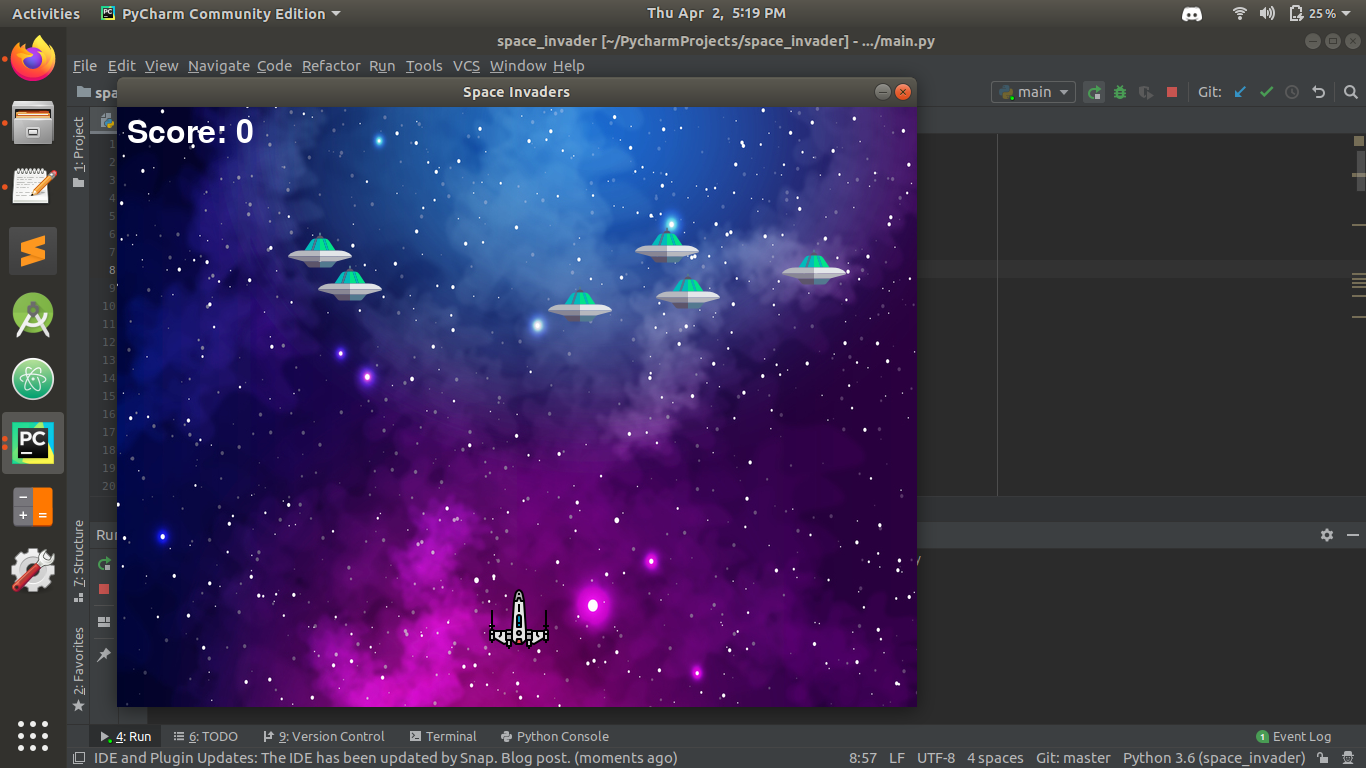 Activities PyCharm Community Edition Thu Apr 2, 5:19 PM 25%
space_invader [~/PycharmProjects/space_invader] - .../main.py
File Edit View Navigate Code Refactor Run Tools VCS Window Help
Space Invaders
spa main Git:
Score: 0
1: Project
1
2
3
4
5
6
7
8
9
10
11
12
13
14
15
16
17
18
19
20
Run
PC
7: Structure
2: Favorites
4: Run 6: TODO 9: Version Control Terminal Python Console 1 Event Log
IDE and Plugin Updates: The IDE has been updated by Snap. Blog post. (moments ago) 8:57 LF UTF-8 4 spaces Git: master Python 3.6 (space_invader)